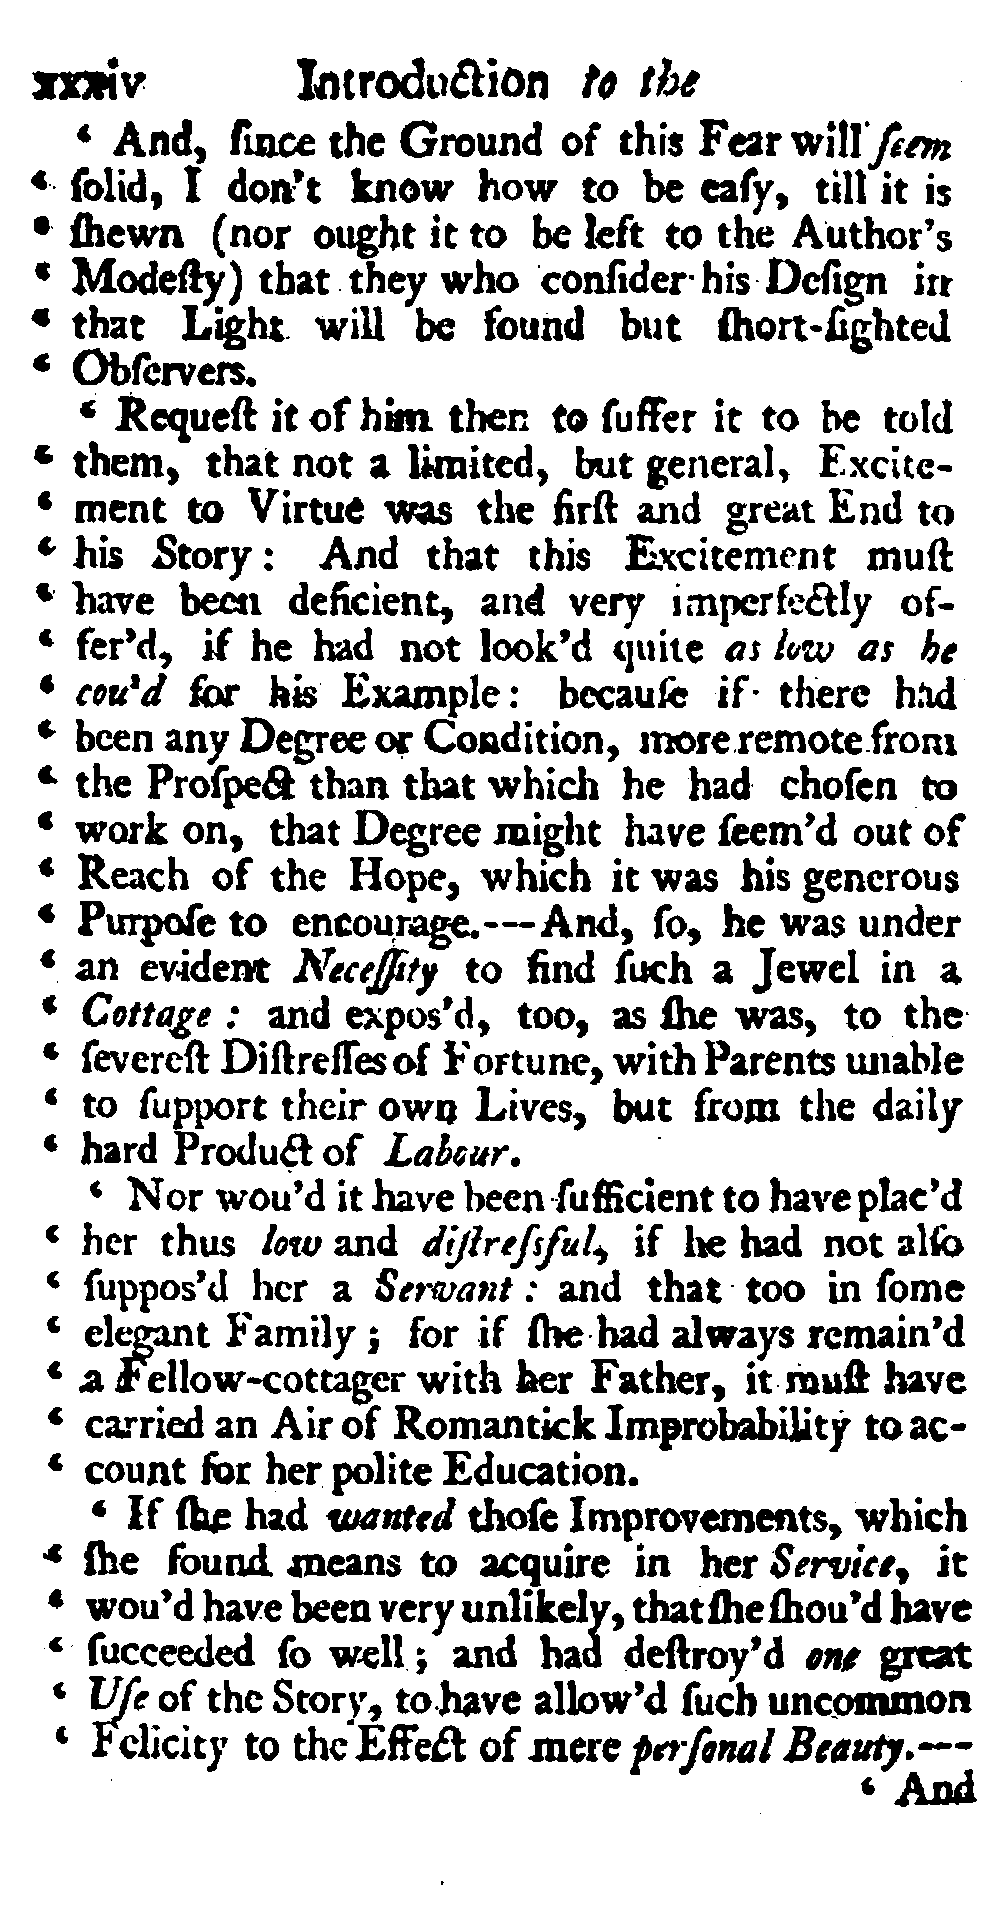 xxxiv Introduction to the
‘ And, ſince the Ground of this Fear will ſeem
‘ ſolid, I don't know how to be eaſy, till it is
‘ ſhewn (nor ought it to be left to the Author's
‘ Modeſty) that they who conſider his Deſign in
‘ that Light will be found but ſhort-ſighted
‘ Obſervers.
‘ Requeſt it of him then to ſuffer it to be told
‘ them, that not a limited, but general, Excite-
‘ ment to Virtue was the firſt and great End to
‘ his Story: And that this Excitement muſt
‘ have been deficient, and very imperfectly of-
‘ fer'd, if he had not look'd quite as low as he
‘ cou'd for his Example: becauſe if there had
‘ been any Degree or Condition, more remote from
‘ the Proſpect than that which he had choſen to
‘ work on, that Degree might have ſeem'd out of
‘ Reach of the Hope, which it was his generous
‘ Purpoſe to encourage.---And, ſo, he was under
‘ an evident Neceſſity to find ſuch a Jewel in a
‘ Cottage: and expos'd, too, as ſhe was, to the
‘ ſevereſt Diſtreſſes of Fortune, with Parents unable
‘ to ſupport their own Lives, but from the daily
‘ hard Product of Labour.
‘ Nor wou'd it have been ſufficient to have plac'd
‘ her thus low and diſtreſsful, if he had not alſo
‘ ſuppos'd her a Servant: and that too in ſome
‘ elegant Family; for if ſhe had always remain'd
‘ a Fellow-cottager with her Father, it muſt have
‘ carried an Air of Romantick Improbability to ac-
‘ count for her polite Education.
‘ If ſhe had wanted thoſe Improvements, which
‘ ſhe found means to acquire in her Service, it
‘ wou'd have been very unlikely, that ſhe ſhou'd have
‘ ſucceeded ſo well; and had deſtroy'd one great
‘ Uſe of the Story, to have allow'd ſuch uncommon
‘ Felicity to the Effect of mere perſonal Beauty.---
‘ And